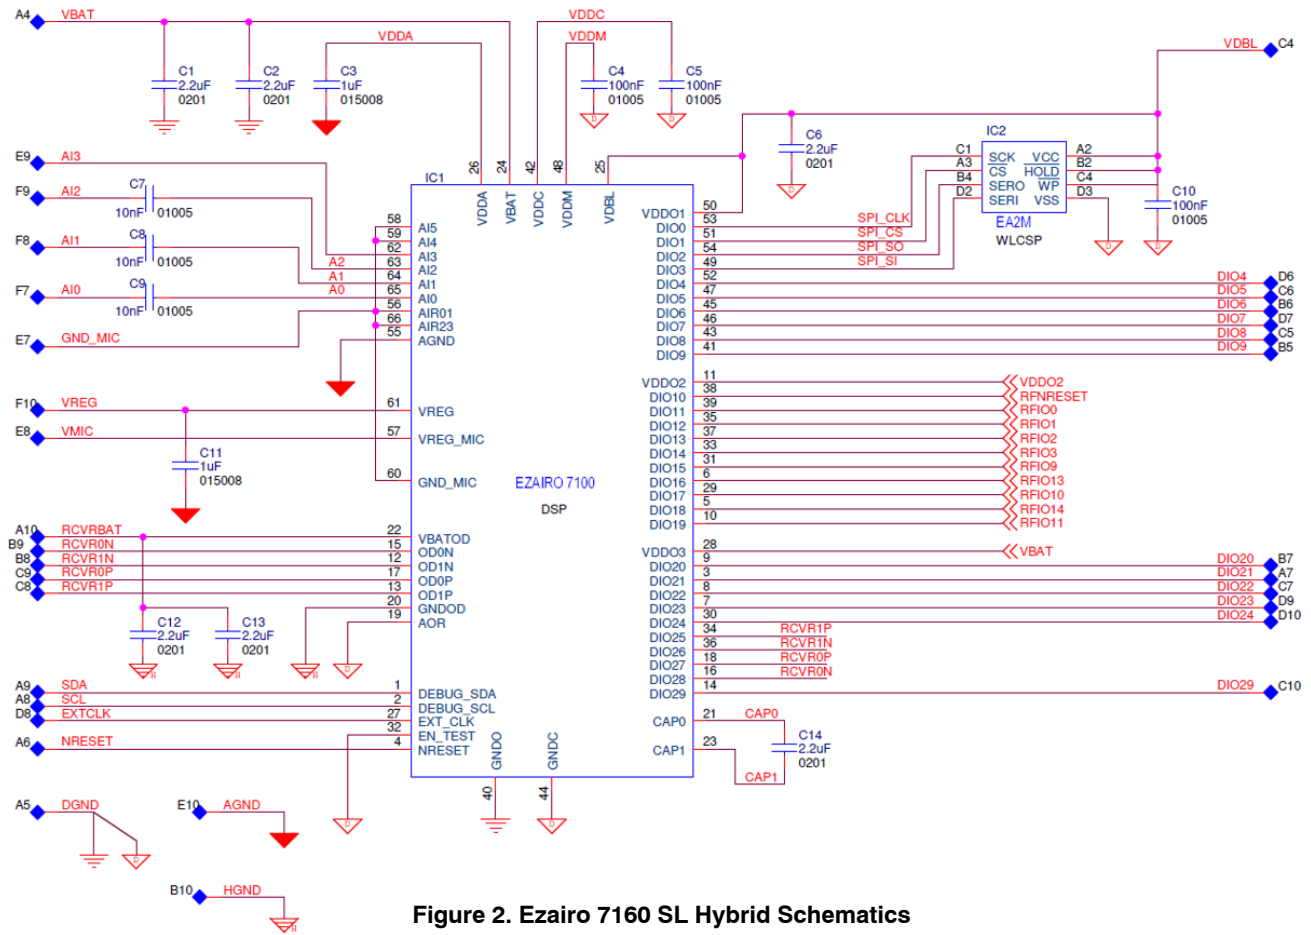 A4 VBAT VDDC
VDDA VDDM
VDBL C4
C1
2.2uF
0201
C2
2.2uF
0201
C3
1uF
015008
C4
100nF
01005
C5
100nF
01005
D D
C6
2.2uF
0201
D
IC2
C1 SCK VCC A2
A3 CS HOLD B2
B4 SERO WP C4
D2 SERI VSS D3
EA2M
WLCSP
C10
100nF
01005
D D
E9 AI3
F9 AI2 C7
10nF 01005
F8 AI1 C8
10nF 01005
F7 AI0 C9
10nF 01005
E7 GND_MIC
A2
A1
A0
IC1
26 24 42 48 25
VDDA VBAT VDDC VDDM VDBL
58 AI5
59 AI4
62 AI3
63 AI2
64 AI1
65 AI0
56 AIR01
66 AIR23
55 AGND
F10 VREG 61 VREG
E8 VMIC 57 VREG_MIC
C11
1uF
015008
60 GND_MIC
EZAIRO 7100
DSP
A10 RCVRBAT 22 VBATOD
B9 RCVR0N 15 OD0N
B8 RCVR1N 12 OD1N
C9 RCVR0P 17 OD0P
C8 RCVR1P 13 OD1P
20 GNDOD
19 AOR
C12
2.2uF
0201
C13
2.2uF
0201
H H H D
A9 SDA 1 DEBUG_SDA
A8 SCL 2 DEBUG_SCL
D8 EXTCLK 27 EXT_CLK
32 EN_TEST
A6 NRESET 4 NRESET
GNDO GNDC
40 44
D D
VDDO1 50
DIO0 53 SPI_CLK
DIO1 51 SPI_CS
DIO2 54 SPI_SO
DIO3 49 SPI_SI
DIO4 52 DIO4 D6
DIO5 47 DIO5 C6
DIO6 45 DIO6 B6
DIO7 46 DIO7 D7
DIO8 43 DIO8 C5
DIO9 41 DIO9 B5
VDDO2 11 VDDO2
DIO10 38 RFNRESET
DIO11 39 RFIO0
DIO12 35 RFIO1
DIO13 37 RFIO2
DIO14 33 RFIO3
DIO15 31 RFIO9
DIO16 6 RFIO13
DIO17 29 RFIO10
DIO18 5 RFIO14
DIO19 10 RFIO11
VDDO3 28 VBAT
DIO20 9 DIO20 B7
DIO21 3 DIO21 A7
DIO22 8 DIO22 C7
DIO23 7 DIO23 D9
DIO24 30 DIO24 D10
DIO25 34 RCVR1P
DIO26 36 RCVR1N
DIO27 18 RCVR0P
DIO28 16 RCVR0N
DIO29 14 DIO29 C10
CAP0 21 CAP0
CAP1 23 CAP1
C14
2.2uF
0201
A5 DGND
D
E10 AGND
B10 HGND
H
Figure 2. Ezairo 7160 SL Hybrid Schematics